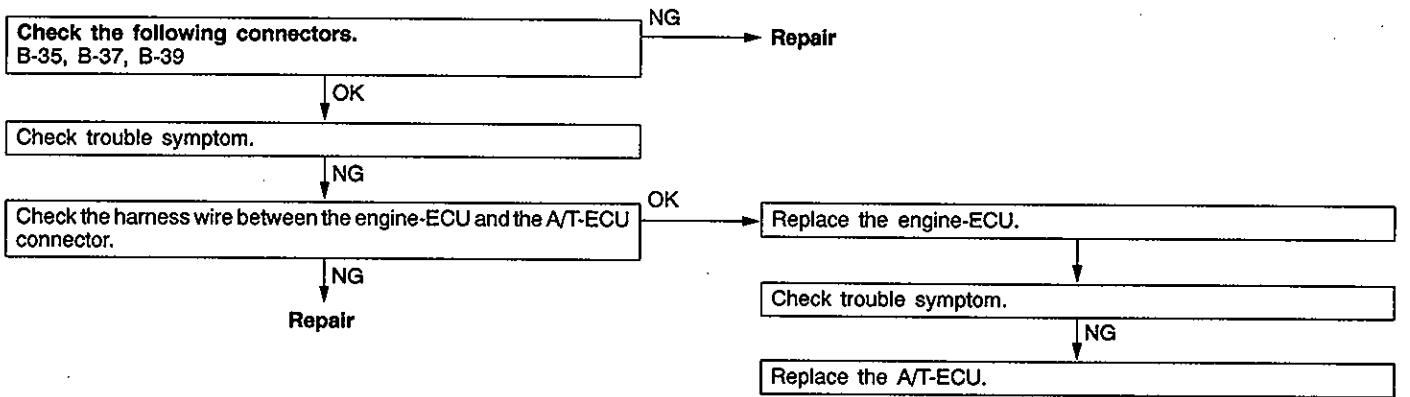 Check the following connectors.
B-35, B-37, B-39
NG
Repair
OK
Check trouble symptom.
NG
Check the harness wire between the engine-ECU and the A/T-ECU
connector.
OK
Replace the engine-ECU.
NG
Repair
Check trouble symptom.
NG
Replace the A/T-ECU.